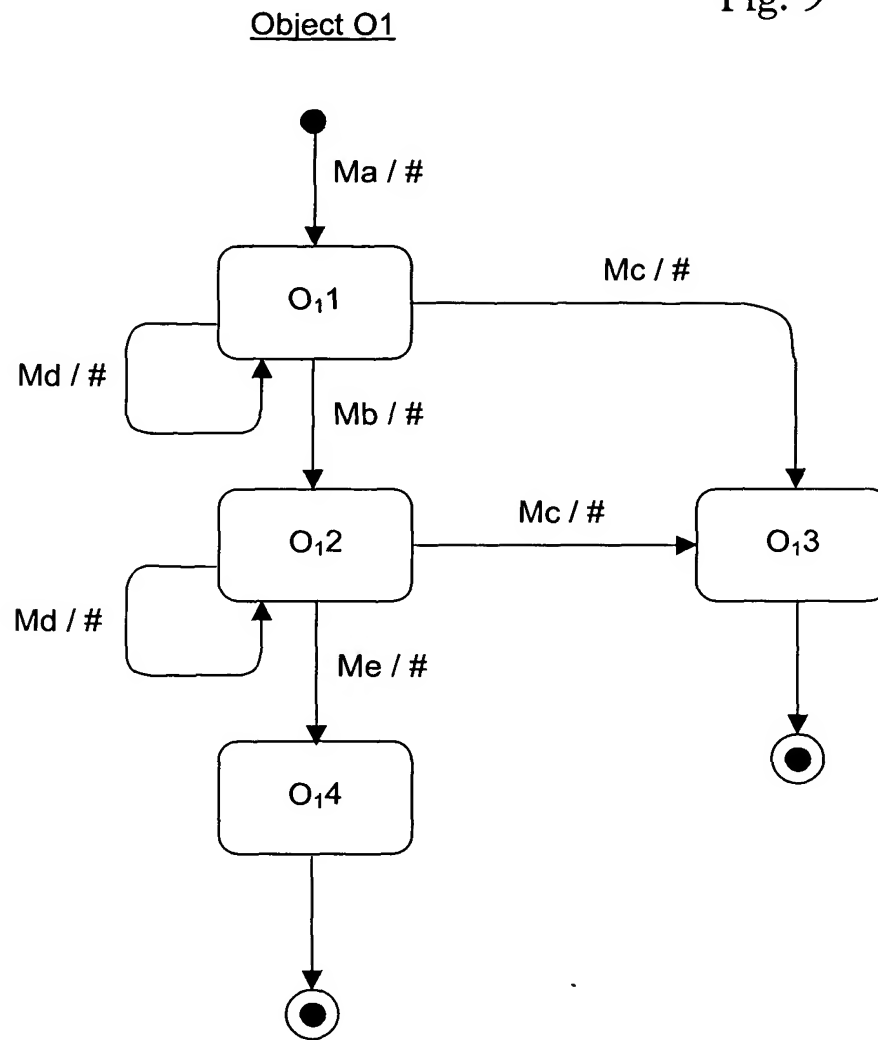 Fig. 9
Object O1
Ma / #
O₁1
Mc / #
Md / #
Mb / #
O₁2
Mc / #
O₁3
Md / #
Me / #
O₁4